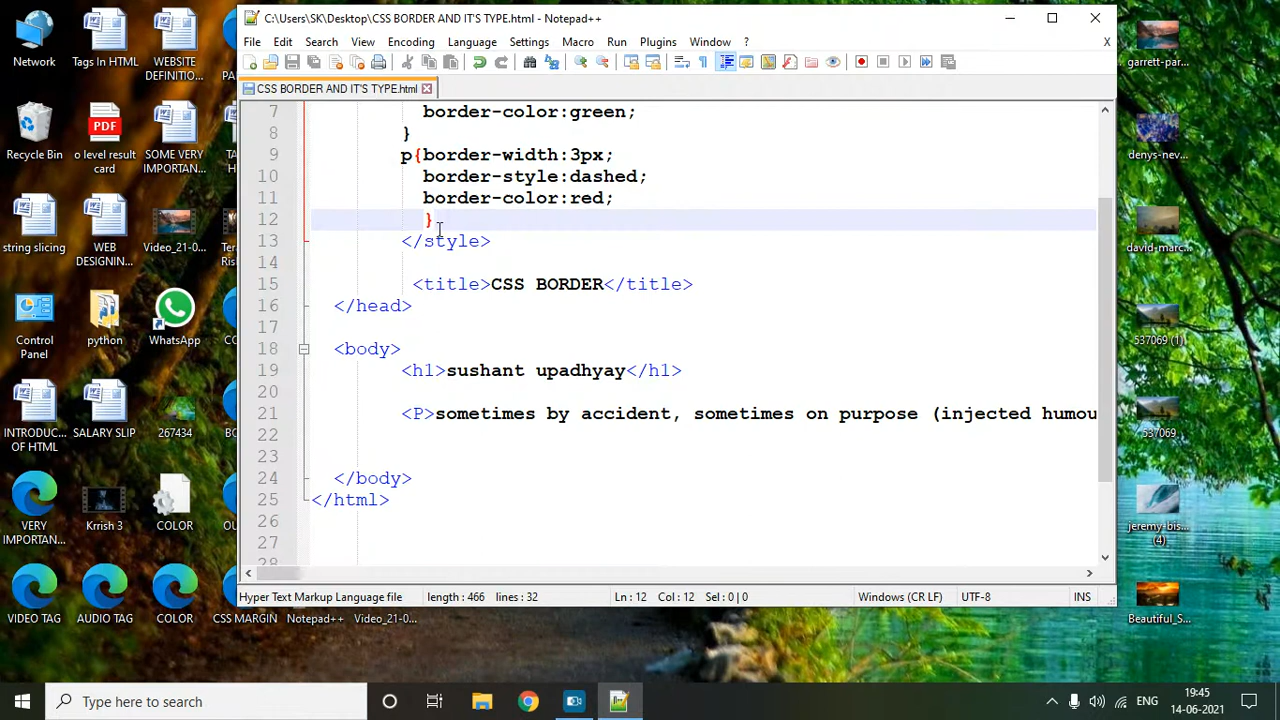 C:\Users\SK\Desktop\CSS BORDER AND IT'S TYPE.html - Notepad++
File Edit Search View Encoding Language Settings Macro Run Plugins Window ?
X
CSS BORDER AND IT'S TYPE.html
7 border-color:green;
8 }
9 p{border-width:3px;
10 border-style:dashed;
11 border-color:red;
12 }
13 </style>
14
15 <title>CSS BORDER</title>
16 </head>
17
18 <body>
19 <h1>sushant upadhyay</h1>
20
21 <P>sometimes by accident, sometimes on purpose (injected humou
22
23
24 </body>
25 </html>
26
27
28
Hyper Text Markup Language file length : 466 lines : 32 Ln : 12 Col : 12 Sel : 0 | 0 Windows (CR LF) UTF-8 INS
Network
Tags In HTML
WEBSITE
DEFINITIO...
Recycle Bin
PDF
o level result
card
SOME VERY
IMPORTAN...
string slicing
WEB
DESIGNIN...
Video_21-0...
Control
Panel
python
WhatsApp
INTRODUC...
OF HTML
SALARY SLIP
267434
VERY
IMPORTAN...
Krrish 3
COLOR
VIDEO TAG
AUDIO TAG
COLOR
CSS MARGIN
Notepad++
Video_21-0...
garrett-par...
denys-nev...
david-marc...
537069 (1)
537069
jeremy-bis...
(4)
Beautiful_S...
Type here to search
ENG
19:45
14-06-2021